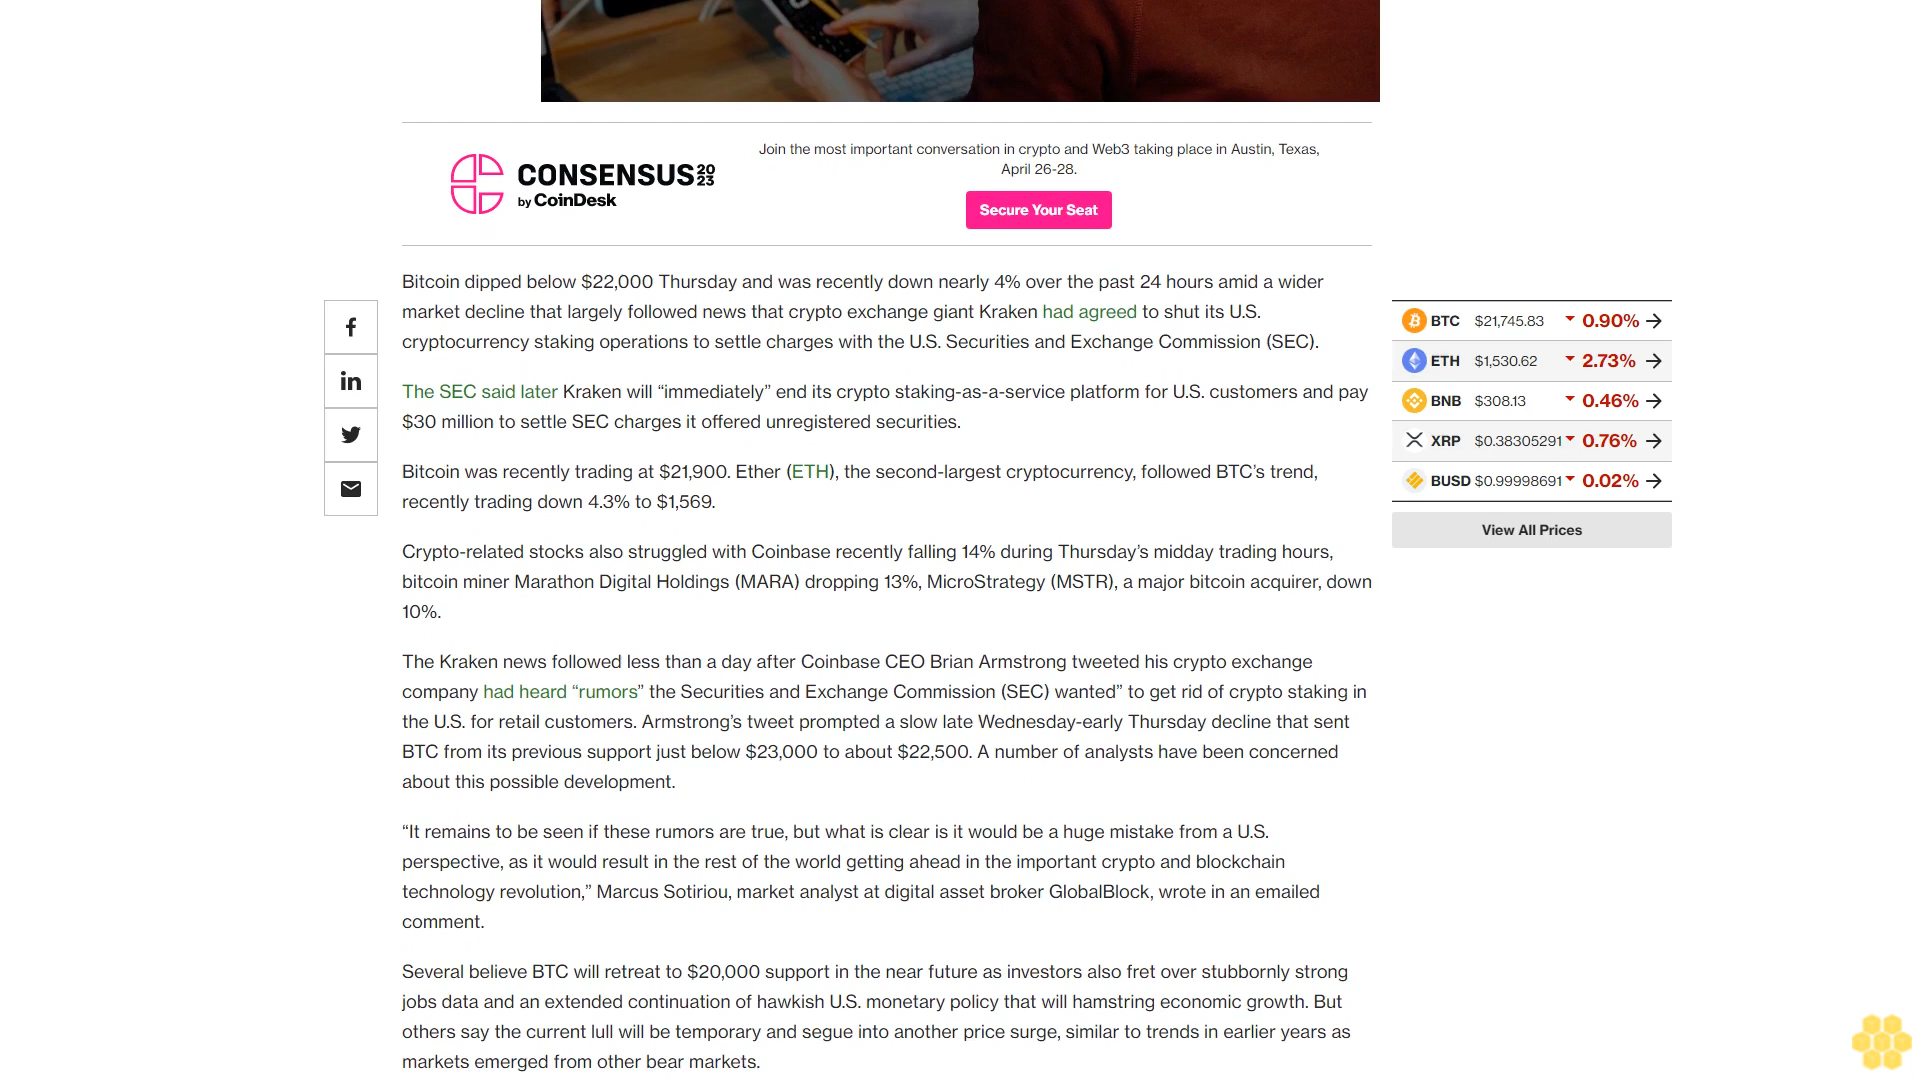 Join the most important conversation in crypto and Web3 taking place in Austin, Texas,
April 26-28.
CONSENSUS 20
23
by CoinDesk
Secure Your Seat
Bitcoin dipped below $22,000 Thursday and was recently down nearly 4% over the past 24 hours amid a wider
market decline that largely followed news that crypto exchange giant Kraken had agreed to shut its U.S.
cryptocurrency staking operations to settle charges with the U.S. Securities and Exchange Commission (SEC).
The SEC said later Kraken will “immediately” end its crypto staking-as-a-service platform for U.S. customers and pay
$30 million to settle SEC charges it offered unregistered securities.
Bitcoin was recently trading at $21,900. Ether (ETH), the second-largest cryptocurrency, followed BTC’s trend,
recently trading down 4.3% to $1,569.
Crypto-related stocks also struggled with Coinbase recently falling 14% during Thursday’s midday trading hours,
bitcoin miner Marathon Digital Holdings (MARA) dropping 13%, MicroStrategy (MSTR), a major bitcoin acquirer, down
10%.
The Kraken news followed less than a day after Coinbase CEO Brian Armstrong tweeted his crypto exchange
company had heard “rumors” the Securities and Exchange Commission (SEC) wanted” to get rid of crypto staking in
the U.S. for retail customers. Armstrong’s tweet prompted a slow late Wednesday-early Thursday decline that sent
BTC from its previous support just below $23,000 to about $22,500. A number of analysts have been concerned
about this possible development.
“It remains to be seen if these rumors are true, but what is clear is it would be a huge mistake from a U.S.
perspective, as it would result in the rest of the world getting ahead in the important crypto and blockchain
technology revolution,” Marcus Sotiriou, market analyst at digital asset broker GlobalBlock, wrote in an emailed
comment.
Several believe BTC will retreat to $20,000 support in the near future as investors also fret over stubbornly strong
jobs data and an extended continuation of hawkish U.S. monetary policy that will hamstring economic growth. But
others say the current lull will be temporary and segue into another price surge, similar to trends in earlier years as
markets emerged from other bear markets.
BTC $21,745.83 0.90%
ETH $1,530.62 2.73%
BNB $308.13 0.46%
XRP $0.38305291 0.76%
BUSD $0.99998691 0.02%
View All Prices